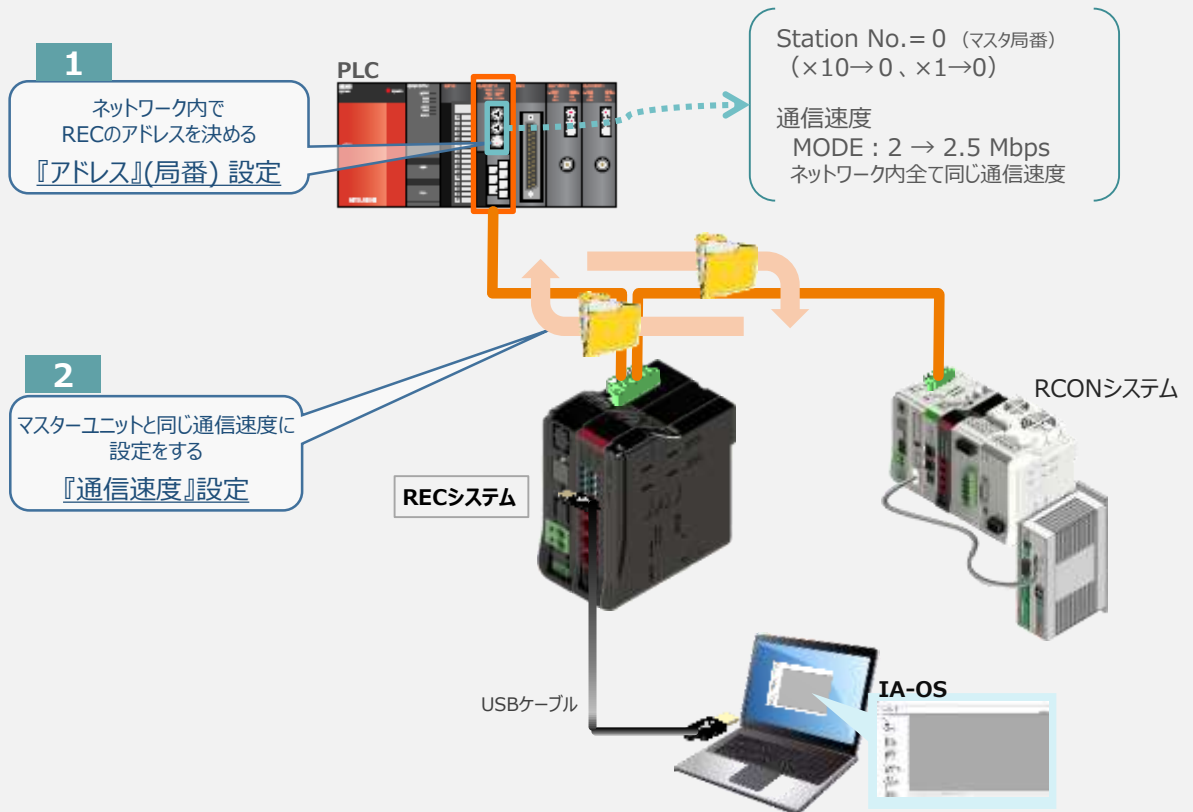 1
ネットワーク内で
RECのアドレスを決める
『アドレス』(局番) 設定
PLC
Station No.= 0 （マスタ局番）
（×10→０、×1→0）
通信速度
MODE : 2 → 2.5 Mbps
ネットワーク内全て同じ通信速度
2
マスターユニットと同じ通信速度に
設定をする
『通信速度』設定
RECシステム
RCONシステム
USBケーブル
IA-OS